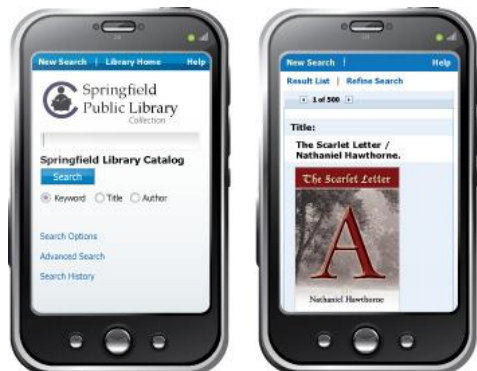 New Search | Library Home Help
Springfield
Public Library
Collection
Springfield Library Catalog
Search
Keyword Title Author
Search Options
Advanced Search
Search History
New Search | Help
Result List | Refine Search
1 of 500
Title:
The Scarlet Letter /
Nathaniel Hawthorne.
The Scarlet Letter
A
Nathaniel Hawthorne